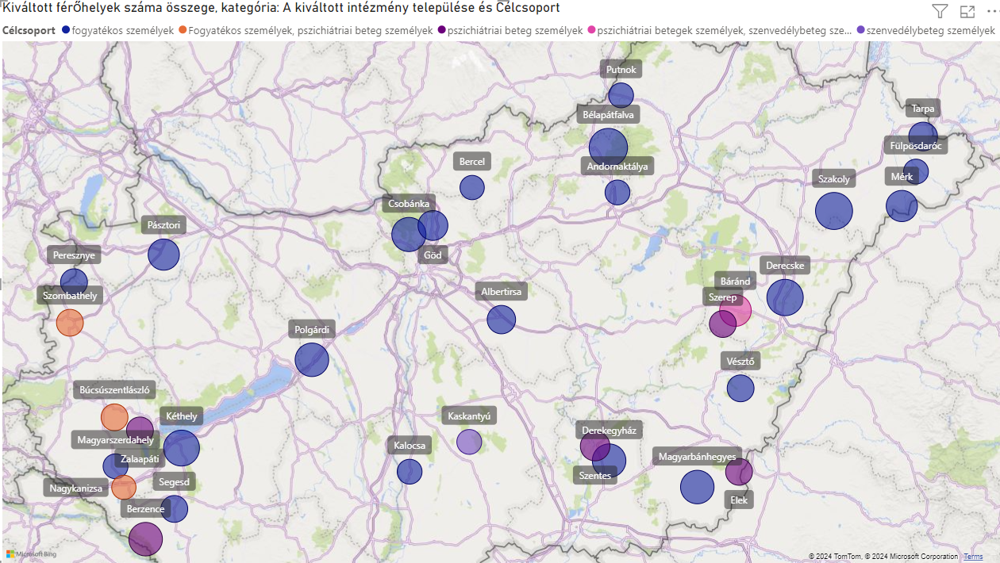 Kiváltott férőhelyek száma összege, kategória: A kiváltott intézmény települése és Célcsoport
Célcsoport fogyatékos személyek Fogyatékos személyek, pszichiátriai beteg személyek pszichiátriai beteg személyek pszichiátriai betegek személyek, szenvedélybeteg sze... szenvedélybeteg személyek
Putnok
Tarpa
Bélapátfalva
Fülpösdaróc
Bercel
Andornaktálya
Mérk
Szakoly
Csobánka
Pásztori
Peresznye
Göd
Derecske
Báránd
Szombathely
Albertirsa
Szerep
Polgárdi
Vésztő
Búcsúszentlászló
Kéthely
Kaskantyú
Derekegyház
Magyarszerdahely
Kalocsa
Zalaapáti
Magyarbánhegyes
Szentes
Segesd
Nagykanizsa
Elek
Berzence
Microsoft Bing
© 2024 TomTom, © 2024 Microsoft Corporation Terms